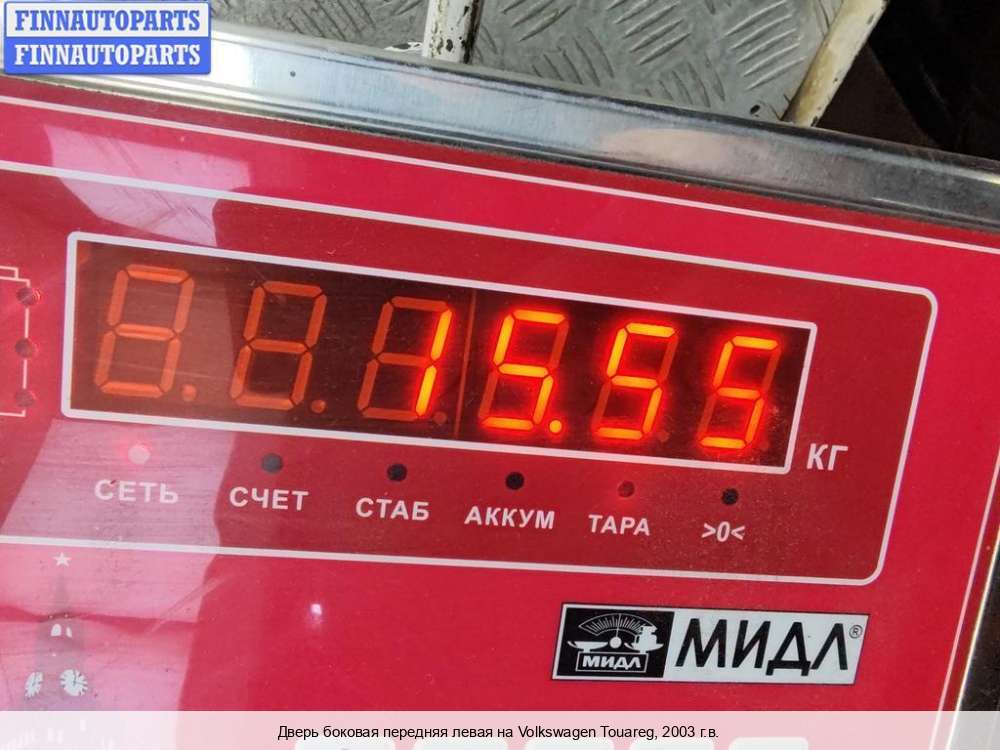 FINNAUTOPARTS
FINNAUTOPARTS
15.55
КГ
СЕТЬ СЧЕТ СТАБ АККУМ ТАРА >0<
МИДЛ
МИДЛ®
Дверь боковая передняя левая на Volkswagen Touareg, 2003 г.в.